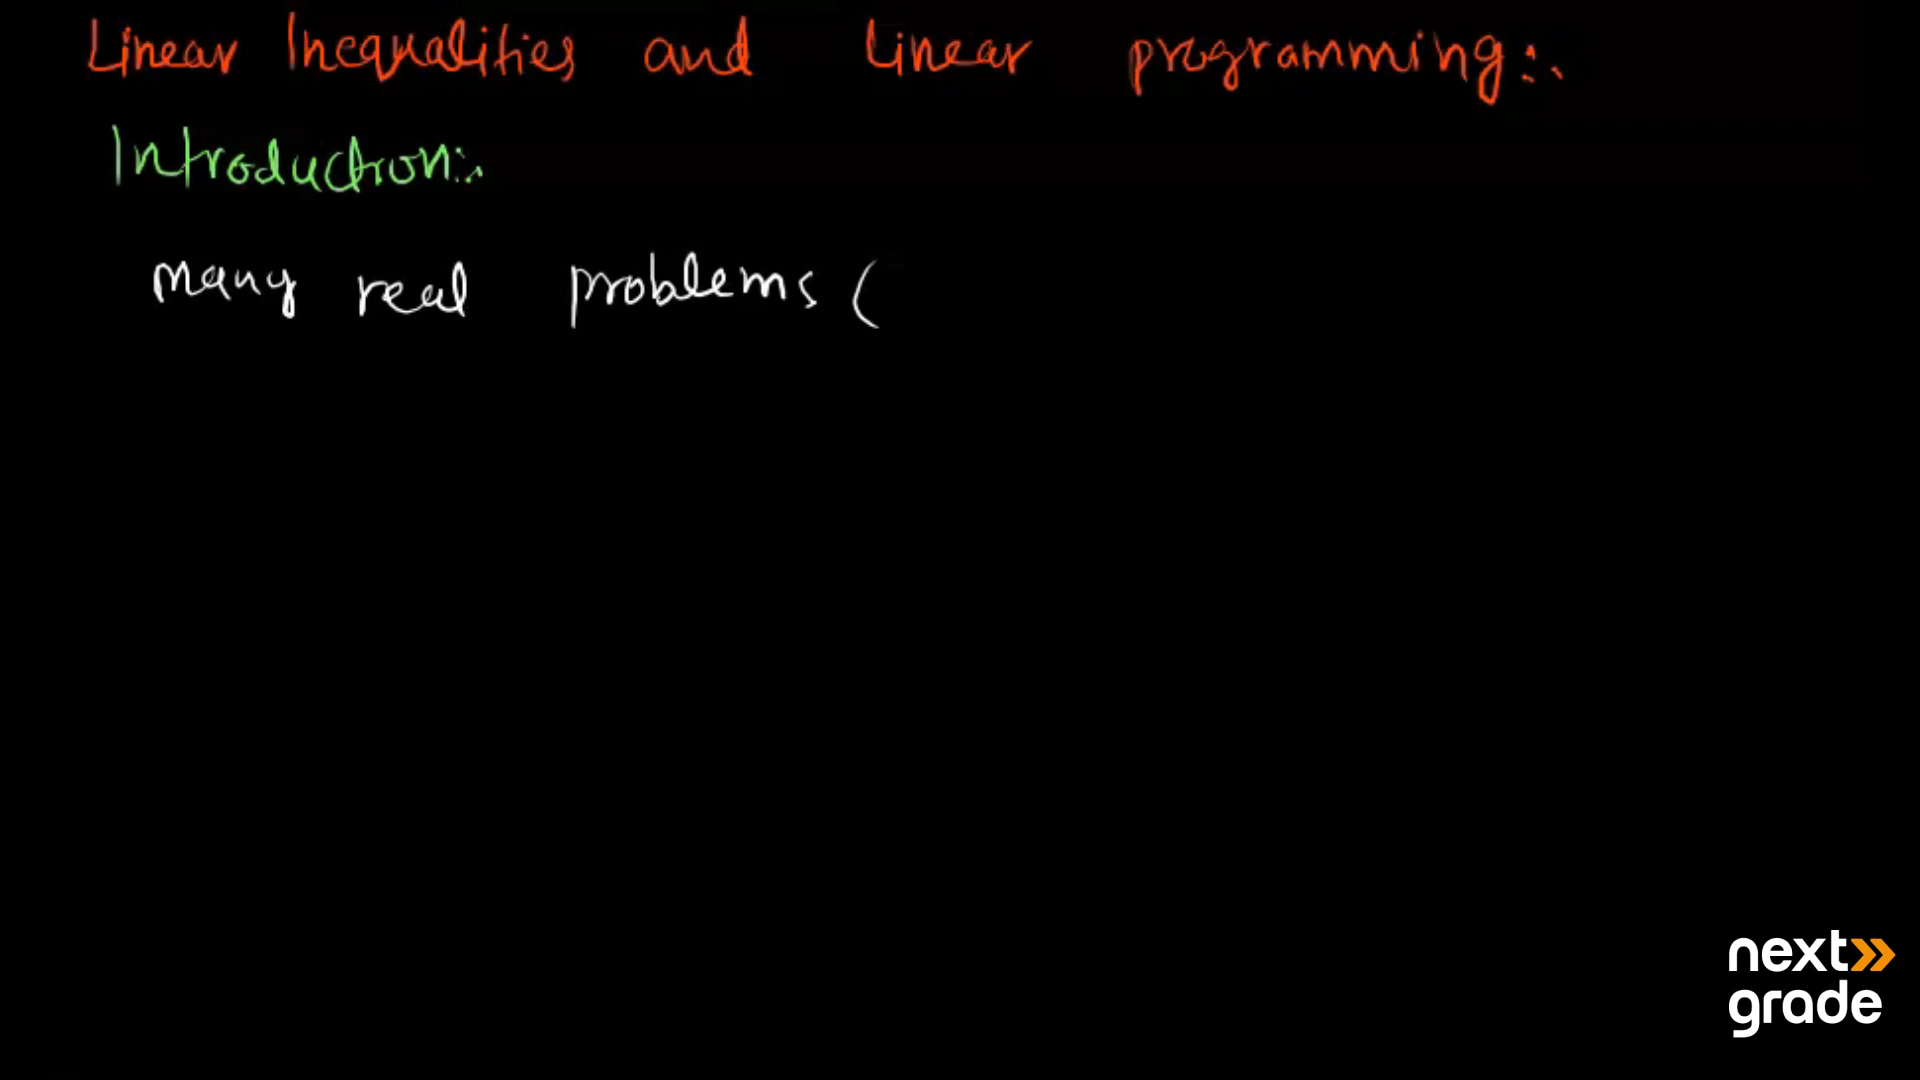 Linear Inequalities and Linear programming:.
Introduction:.
many real problems (
next
grade